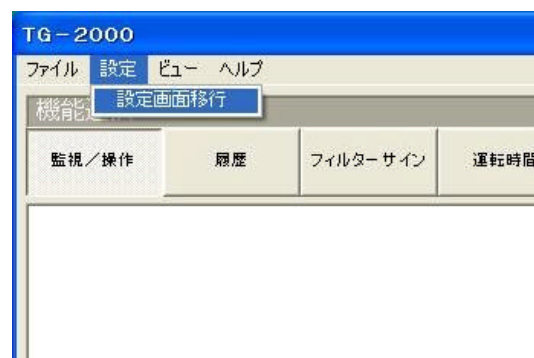 TG-2000
ファイル 設定 ビュー ヘルプ
設定画面移行
機能
監視／操作 履歴 フィルターサイン 運転時間